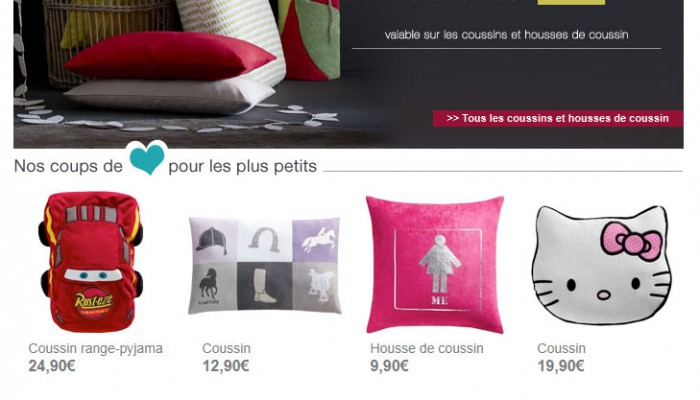 valable sur les coussins et housses de coussin
>> Tous les coussins et housses de coussin
Nos coups de pour les plus petits
Rust-eze
ME
Coussin range-pyjama
24,90€
Coussin
12,90€
Housse de coussin
9,90€
Coussin
19,90€